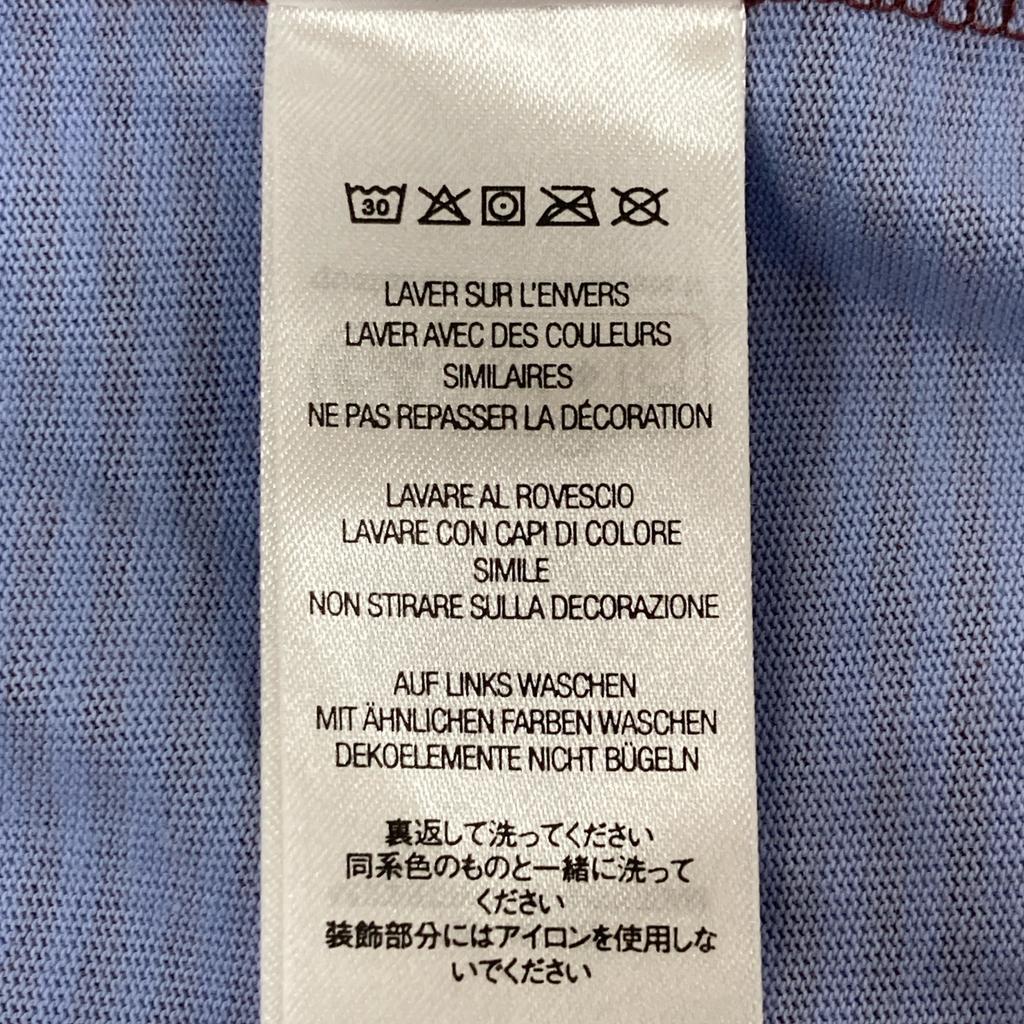 30
LAVER SUR L'ENVERS
LAVER AVEC DES COULEURS
SIMILAIRES
NE PAS REPASSER LA DÉCORATION
LAVARE AL ROVESCIO
LAVARE CON CAPI DI COLORE
SIMILE
NON STIRARE SULLA DECORAZIONE
AUF LINKS WASCHEN
MIT ÄHNLICHEN FARBEN WASCHEN
DEKOELEMENTE NICHT BÜGELN
裏返して洗ってください
同系色のものと一緒に洗って
ください
装飾部分にはアイロンを使用しな
いでください